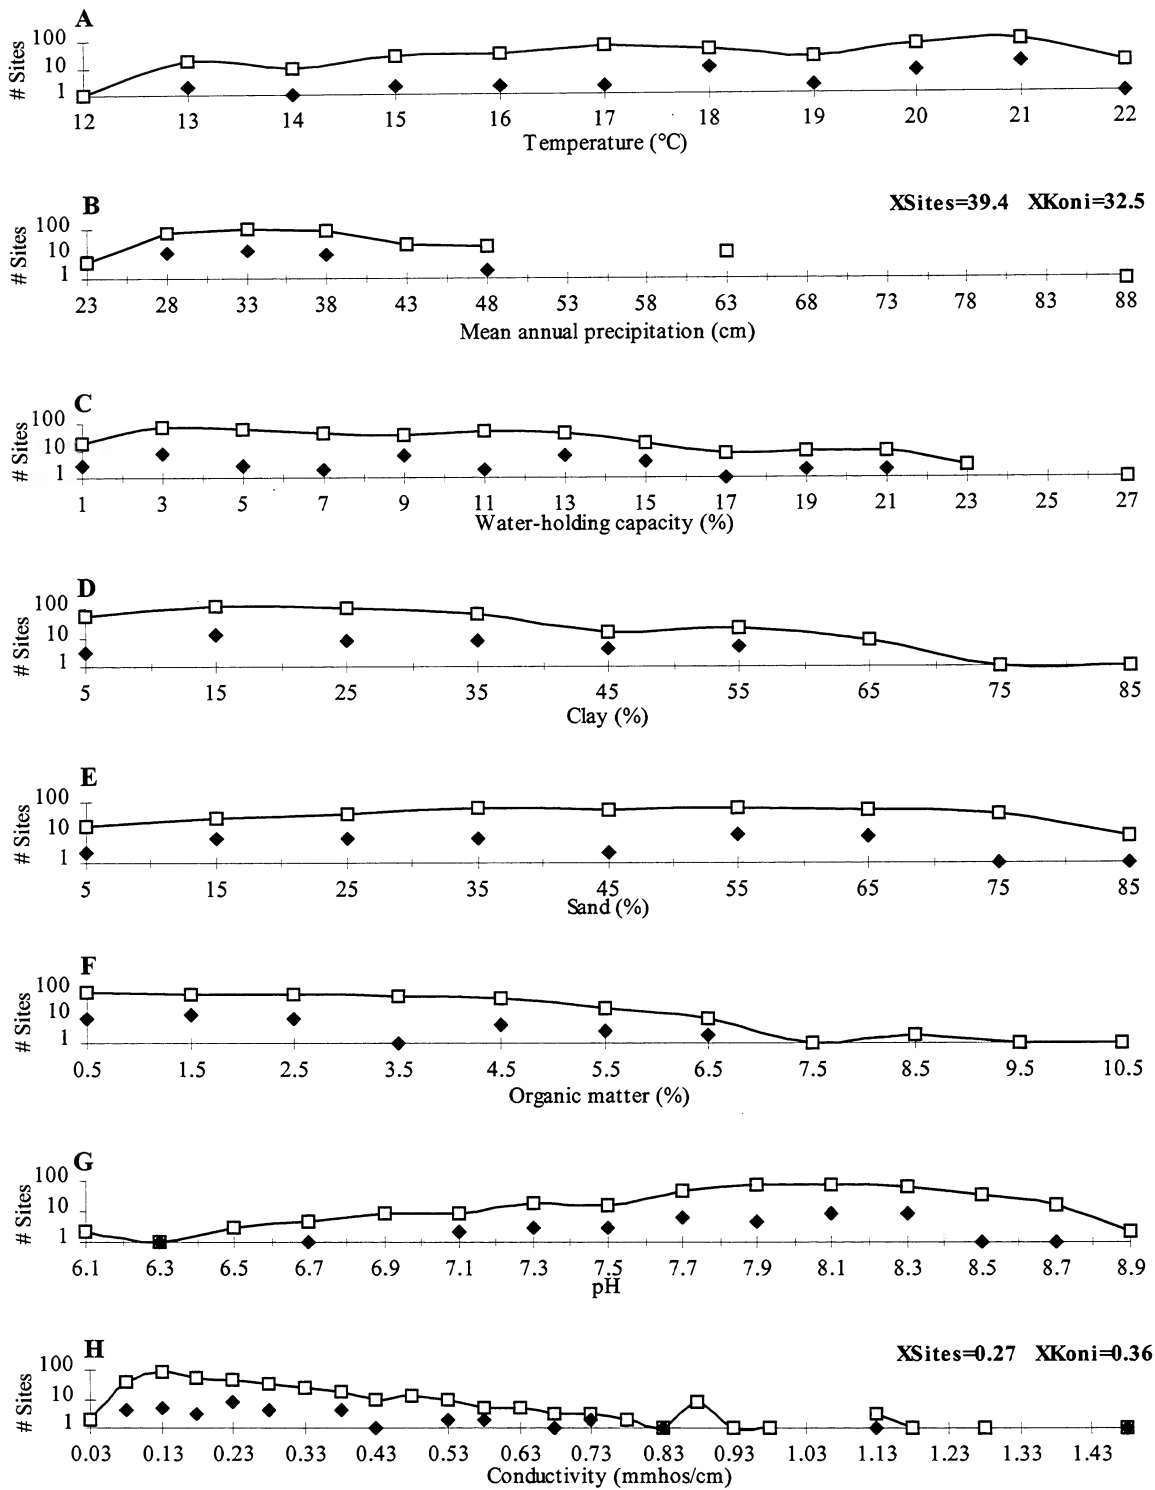 A
# Sites
100
10
1
12 13 14 15 16 17 18 19 20 21 22
Temperature (°C)
B
XSites=39.4 XKoni=32.5
# Sites
100
10
1
23 28 33 38 43 48 53 58 63 68 73 78 83 88
Mean annual precipitation (cm)
C
# Sites
100
10
1
1 3 5 7 9 11 13 15 17 19 21 23 25 27
Water-holding capacity (%)
D
# Sites
100
10
1
5 15 25 35 45 55 65 75 85
Clay (%)
E
# Sites
100
10
1
5 15 25 35 45 55 65 75 85
Sand (%)
F
# Sites
100
10
1
0.5 1.5 2.5 3.5 4.5 5.5 6.5 7.5 8.5 9.5 10.5
Organic matter (%)
G
# Sites
100
10
1
6.1 6.3 6.5 6.7 6.9 7.1 7.3 7.5 7.7 7.9 8.1 8.3 8.5 8.7 8.9
pH
H
XSites=0.27 XKoni=0.36
# Sites
100
10
1
0.03 0.13 0.23 0.33 0.43 0.53 0.63 0.73 0.83 0.93 1.03 1.13 1.23 1.33 1.43
Conductivity (mmhos/cm)